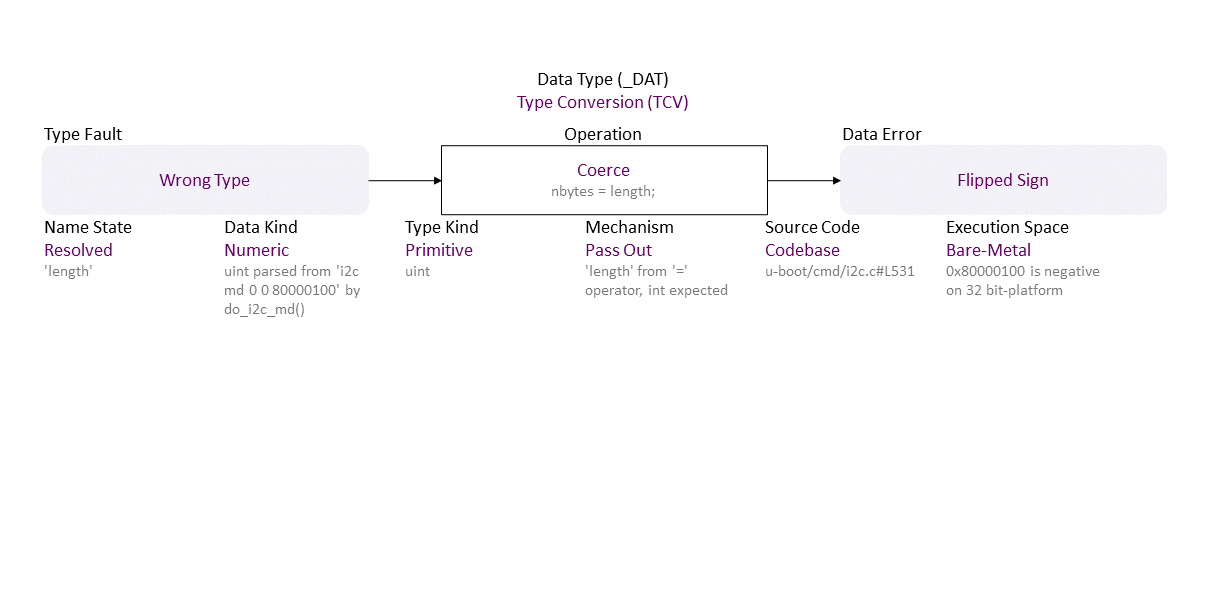 Data Type (_DAT)
Type Conversion (TCV)
Type Fault
Operation
Data Error
Wrong Type
Coerce
nbytes = length;
Flipped Sign
Name State
Resolved
'length'
Data Kind
Numeric
uint parsed from 'i2c
md 0 0 80000100' by
do_i2c_md()
Type Kind
Primitive
uint
Mechanism
Pass Out
'length' from '='
operator, int expected
Source Code
Codebase
u-boot/cmd/i2c.c#L531
Execution Space
Bare-Metal
0x80000100 is negative
on 32 bit-platform